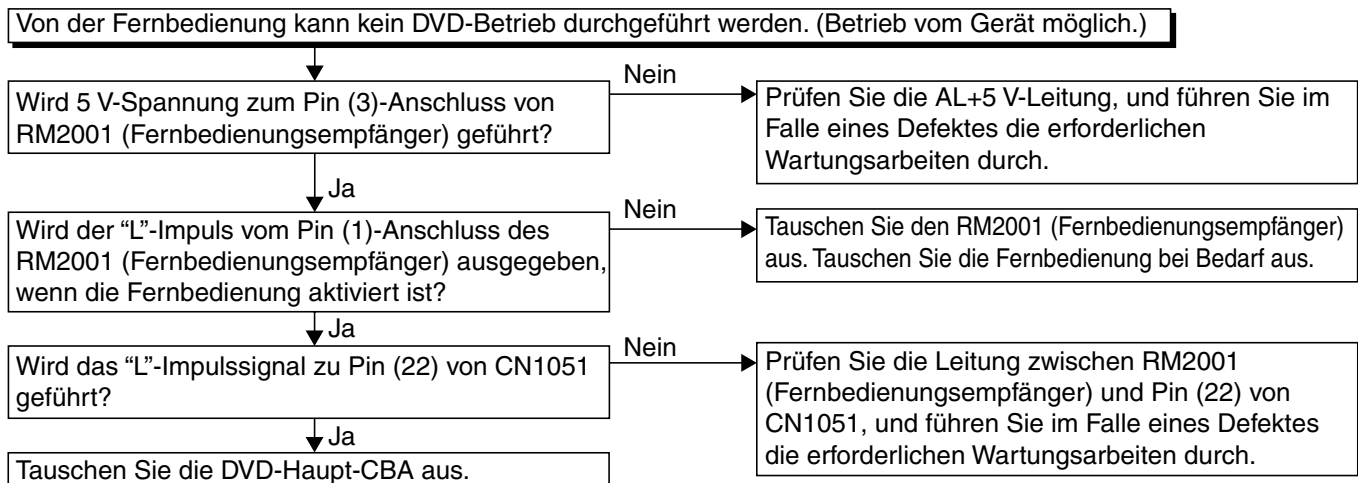 Von der Fernbedienung kann kein DVD-Betrieb durchgeführt werden. (Betrieb vom Gerät möglich.)
Wird 5 V-Spannung zum Pin (3)-Anschluss von
RM2001 (Fernbedienungsempfänger) geführt?
Nein
Prüfen Sie die AL+5 V-Leitung, und führen Sie im
Falle eines Defektes die erforderlichen
Wartungsarbeiten durch.
Ja
Wird der “L”-Impuls vom Pin (1)-Anschluss des
RM2001 (Fernbedienungsempfänger) ausgegeben,
wenn die Fernbedienung aktiviert ist?
Nein
Tauschen Sie den RM2001 (Fernbedienungsempfänger)
aus. Tauschen Sie die Fernbedienung bei Bedarf aus.
Ja
Wird das “L”-Impulssignal zu Pin (22) von CN1051
geführt?
Nein
Prüfen Sie die Leitung zwischen RM2001
(Fernbedienungsempfänger) und Pin (22) von
CN1051, und führen Sie im Falle eines Defektes
die erforderlichen Wartungsarbeiten durch.
Ja
Tauschen Sie die DVD-Haupt-CBA aus.